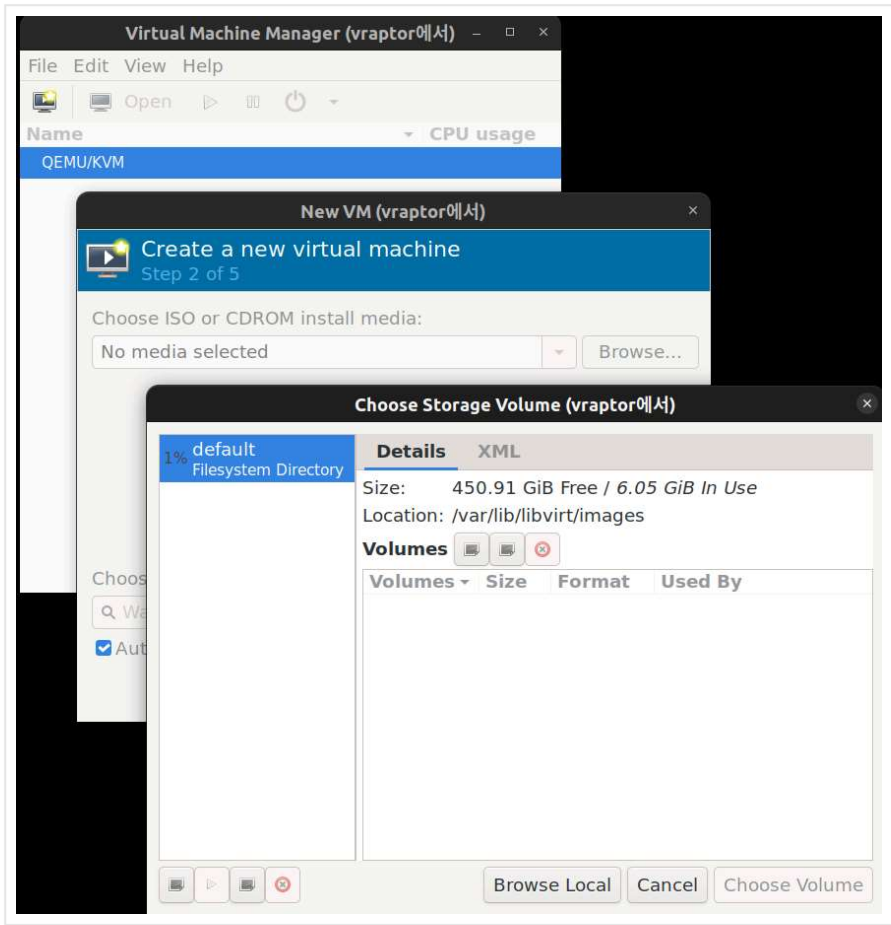 Virtual Machine Manager (vraptor에서)
File Edit View Help
Open
Name CPU usage
QEMU/KVM
New VM (vraptor에서)
Create a new virtual machine
Step 2 of 5
Choose ISO or CDROM install media:
No media selected Browse...
Choose Storage Volume (vraptor에서)
1% default
Filesystem Directory
Details XML
Size: 450.91 GiB Free / 6.05 GiB In Use
Location: /var/lib/libvirt/images
Volumes
Volumes Size Format Used By
Choos
Wa
Aut
Browse Local Cancel Choose Volume